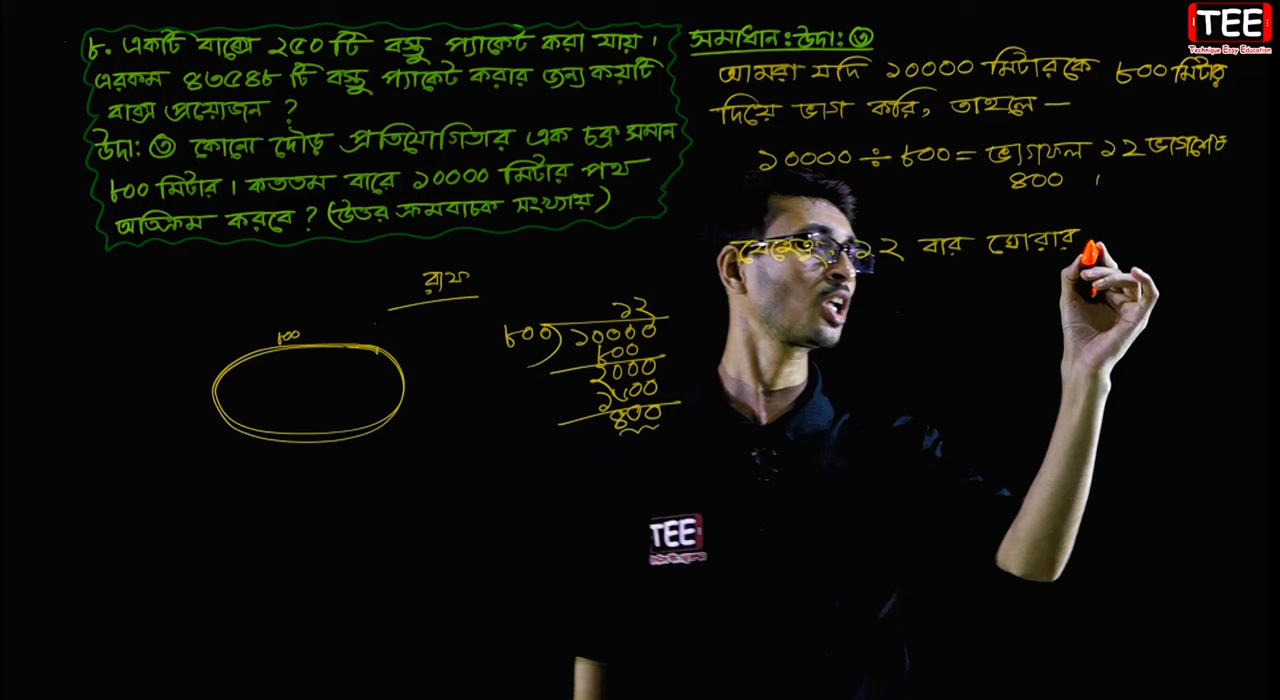 ৮. একটি বাক্সে ২৫০ টি বস্তু প্যাকেট করা যায়।
এরকম ৪৩৫৪৮ টি বস্তু প্যাকেট করার জন্য কয়টি
বাক্স প্রয়োজন ?
উদা: ৩ কোনো দৌড় প্রতিযোগিতার এক চক্র সমান
৮০০ মিটার। কততম বারে ১০০০০ মিটার পথ
অতিক্রম করবে ? (উত্তর ক্রমবাচক সংখ্যায়)
রাফ
৮০০
১২
৮০০) ১০০০০
৮০০
২০০০
১৬০০
৪০০
সমাধান: উদা: ৩
আমরা যদি ১০০০০ মিটারকে ৮০০ মিটার
দিয়ে ভাগ করি, তাহলে —
১০০০০ ÷ ৮০০ = ভাগফল ১২ ভাগশেষ
৪০০ ।
যেহেতু, ১২ বার ঘোরার
TEE
Technique Easy Education
TEE